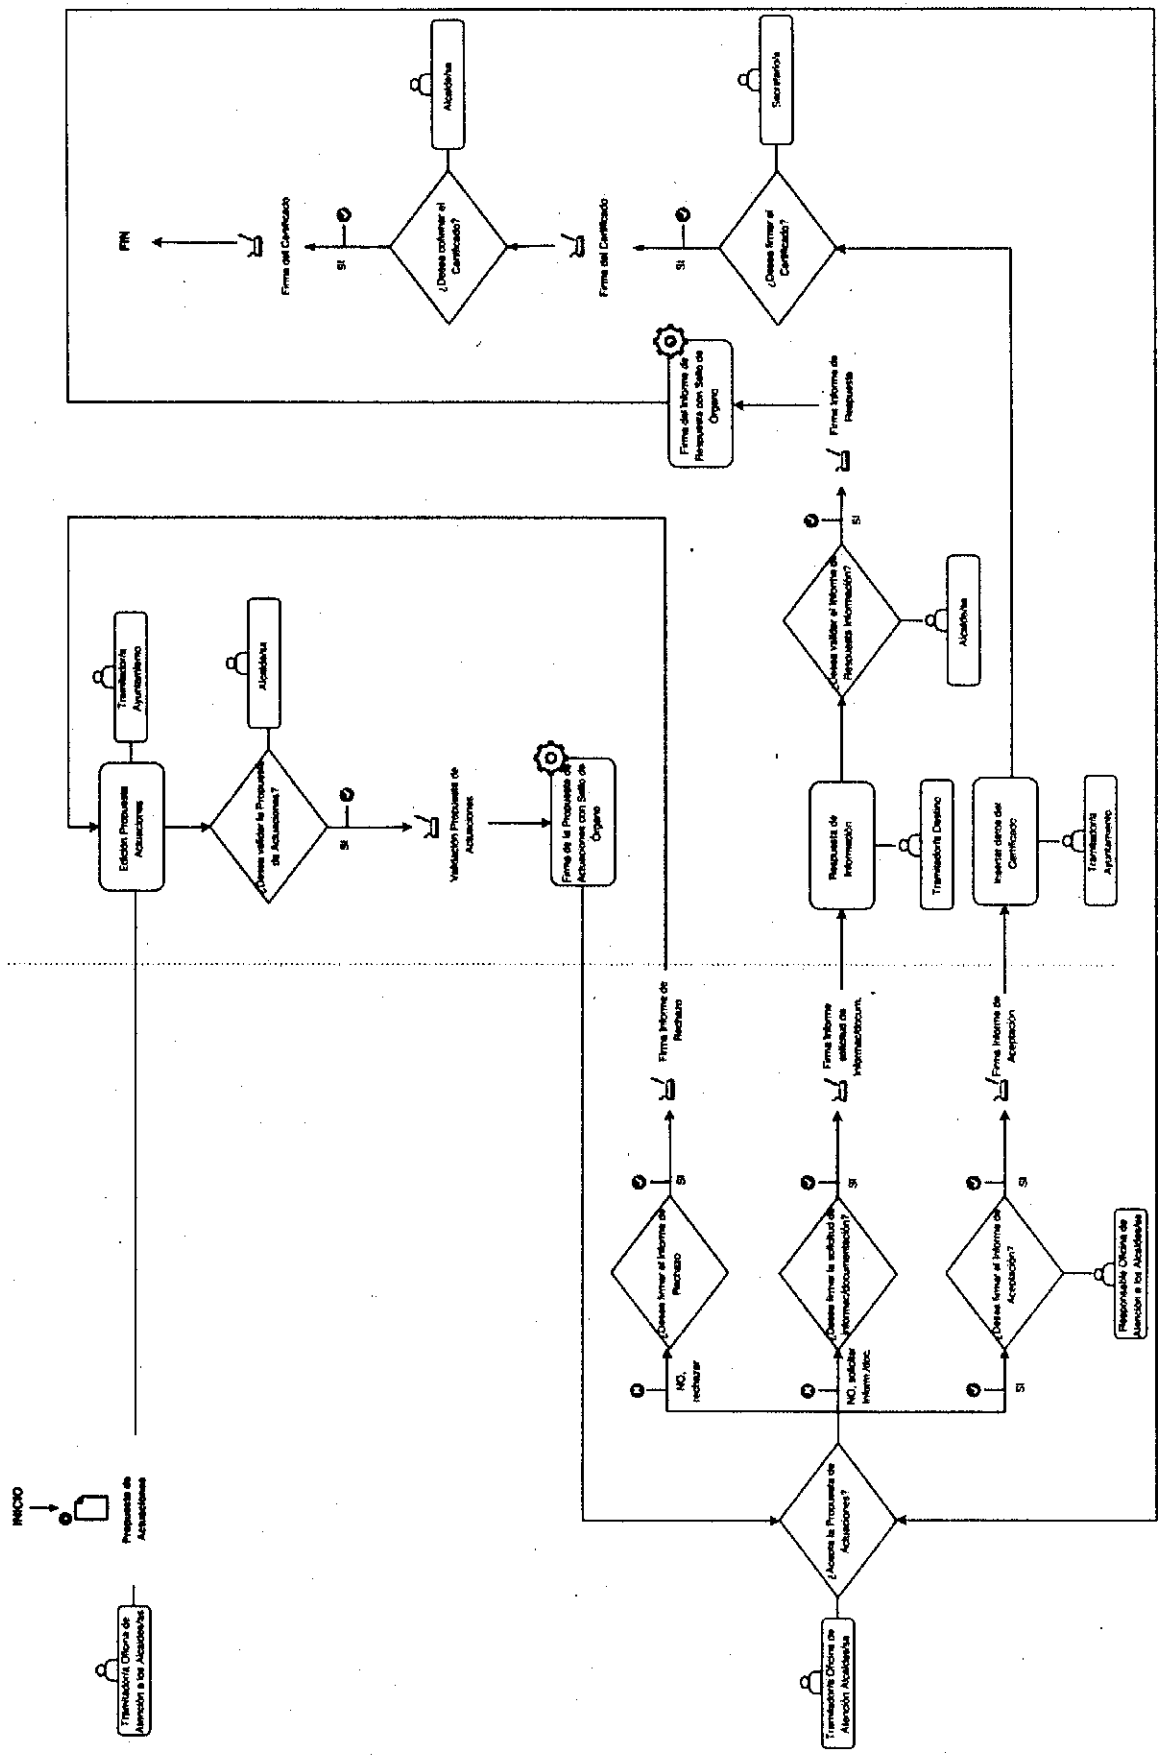 INICIO
Propuesta de
Actuaciones
Tramitador/a Oficina de
Atención a los Alcaldes/as
Edición Propuesta
Actuaciones
Tramitador/a
Ayuntamiento
¿Desea validar la Propuesta
de Actuaciones?
Alcalde/sa
SI
Validación Propuesta de
Actuaciones
Firma de la Propuesta de
Actuaciones con Sello de
Órgano
¿Acepta la Propuesta de
Actuaciones?
Tramitador/a Oficina de
Atención Alcaldes/sa
NO,
rechazar
¿Desea firmar el Informe de
Rechazo
SI
Firma Informe de
Rechazo
NO, solicitar
inform./doc.
¿Desea firmar la solicitud de
informac/documentación?
SI
Firma Informe
solicitud de
informac/docum.
Respuesta de
Información
Tramitador/a Destino
¿Desea validar el Informe de
Respuesta Información?
Alcalde/sa
SI
Firma Informe de
Respuesta
Firma del Informe de
Respuesta con Sello de
Órgano
SI
¿Desea firmar el Informe de
Aceptación?
Responsable Oficina de
Atención a los Alcaldes/sa
SI
Firma Informe de
Aceptación
Insertar datos del
Certificado
Tramitador/a
Ayuntamiento
¿Desea firmar el
Certificado?
Secretario/a
SI
Firma del Certificado
¿Desea conformar el
Certificado?
Alcalde/sa
SI
Firma del Certificado
FIN